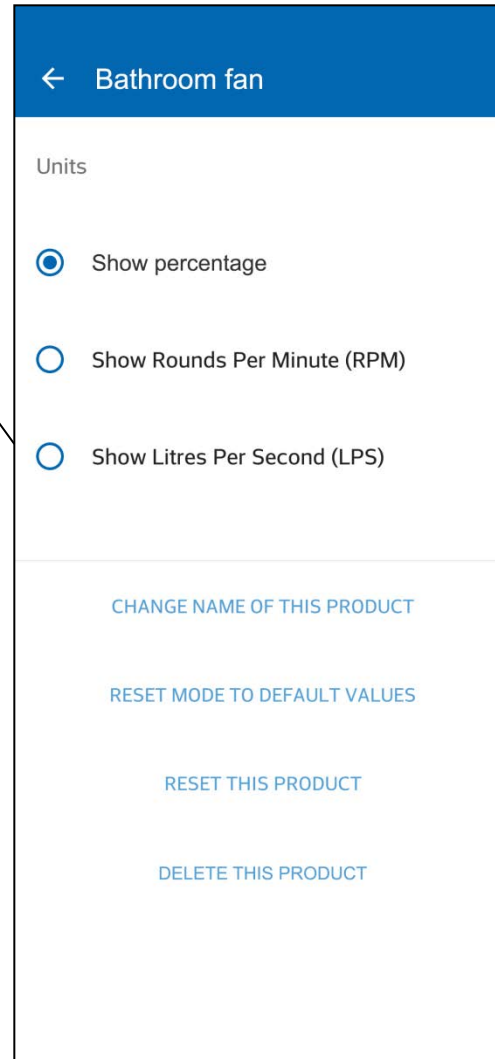 Bathroom fan
Units
Show percentage
Show Rounds Per Minute (RPM)
Show Litres Per Second (LPS)
CHANGE NAME OF THIS PRODUCT
RESET MODE TO DEFAULT VALUES
RESET THIS PRODUCT
DELETE THIS PRODUCT